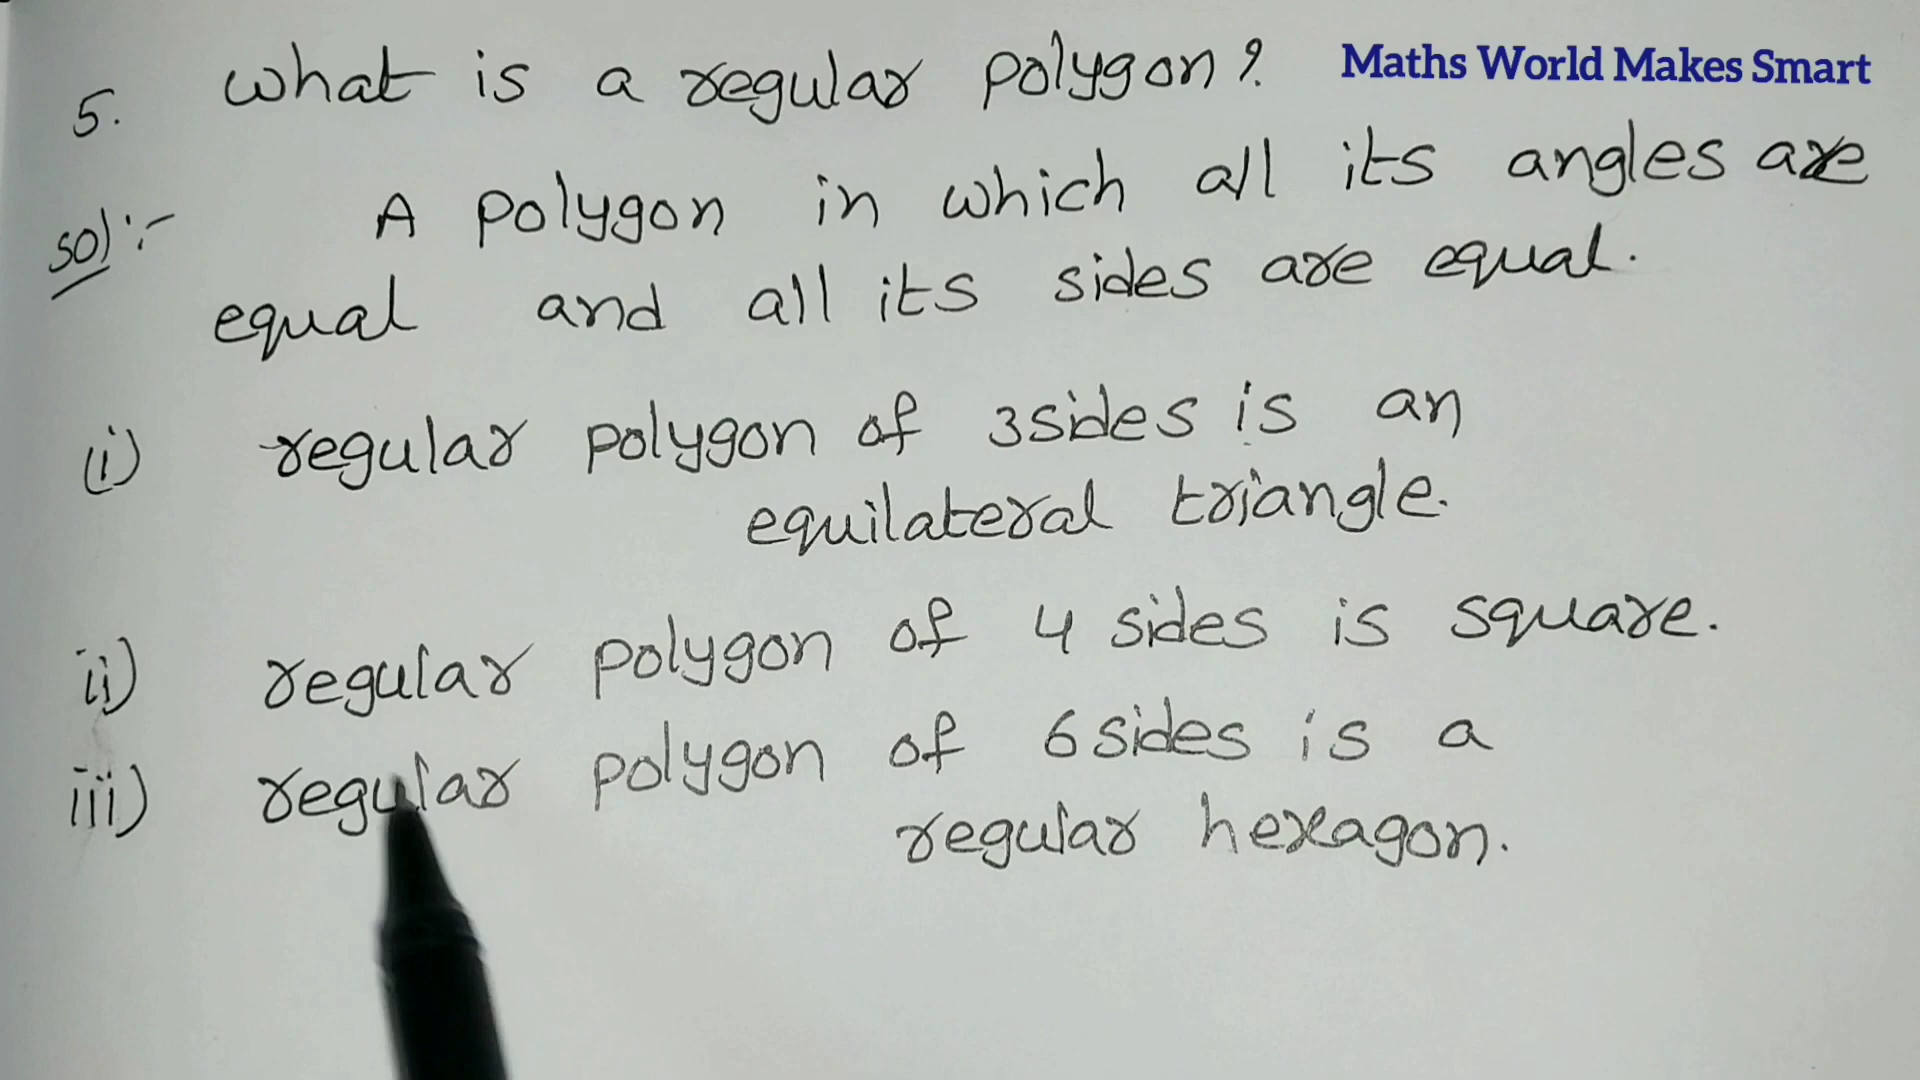 5. what is a regular polygon? Maths World Makes Smart
sol:- A polygon in which all its angles are
equal and all its sides are equal.
(i) regular polygon of 3sides is an
equilateral triangle.
ii) regular polygon of 4 sides is square.
iii) regular polygon of 6 sides is a
regular hexagon.